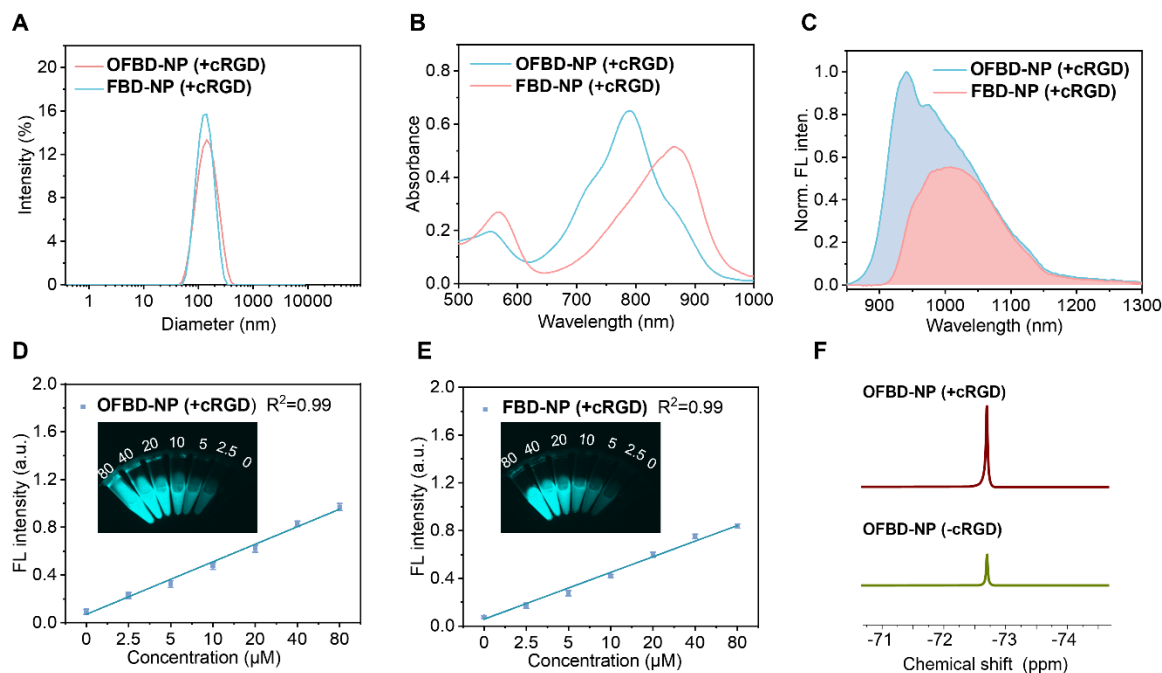 A
OFBD-NP (+cRGD)
FBD-NP (+cRGD)
20
16
12
8
4
0
Intensity (%)
1 10 100 1000 10000
Diameter (nm)
B
OFBD-NP (+cRGD)
FBD-NP (+cRGD)
0.8
0.6
0.4
0.2
0.0
Absorbance
500 600 700 800 900 1000
Wavelength (nm)
C
OFBD-NP (+cRGD)
FBD-NP (+cRGD)
1.0
0.8
0.6
0.4
0.2
0.0
Norm. FL inten.
900 1000 1100 1200 1300
Wavelength (nm)
D
OFBD-NP (+cRGD) R²=0.99
80 40 20 10 5 2.5 0
2.0
1.6
1.2
0.8
0.4
0.0
FL intensity (a.u.)
0 2.5 5 10 20 40 80
Concentration (µM)
E
FBD-NP (+cRGD) R²=0.99
80 40 20 10 5 2.5 0
2.0
1.6
1.2
0.8
0.4
0.0
FL intensity (a.u.)
0 2.5 5 10 20 40 80
Concentration (µM)
F
OFBD-NP (+cRGD)
OFBD-NP (-cRGD)
-71 -72 -73 -74
Chemical shift (ppm)